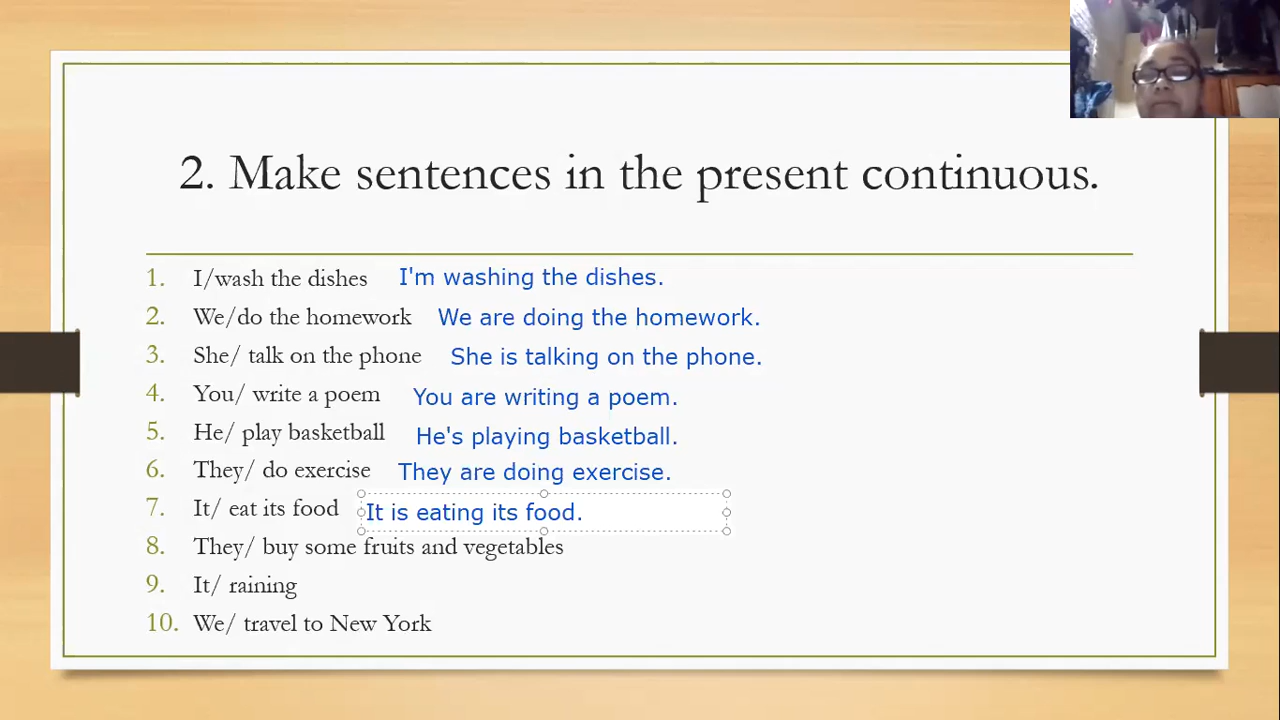 2. Make sentences in the present continuous.
1. I/wash the dishes I'm washing the dishes.
2. We/do the homework We are doing the homework.
3. She/ talk on the phone She is talking on the phone.
4. You/ write a poem You are writing a poem.
5. He/ play basketball He's playing basketball.
6. They/ do exercise They are doing exercise.
7. It/ eat its food It is eating its food.
8. They/ buy some fruits and vegetables
9. It/ raining
10. We/ travel to New York